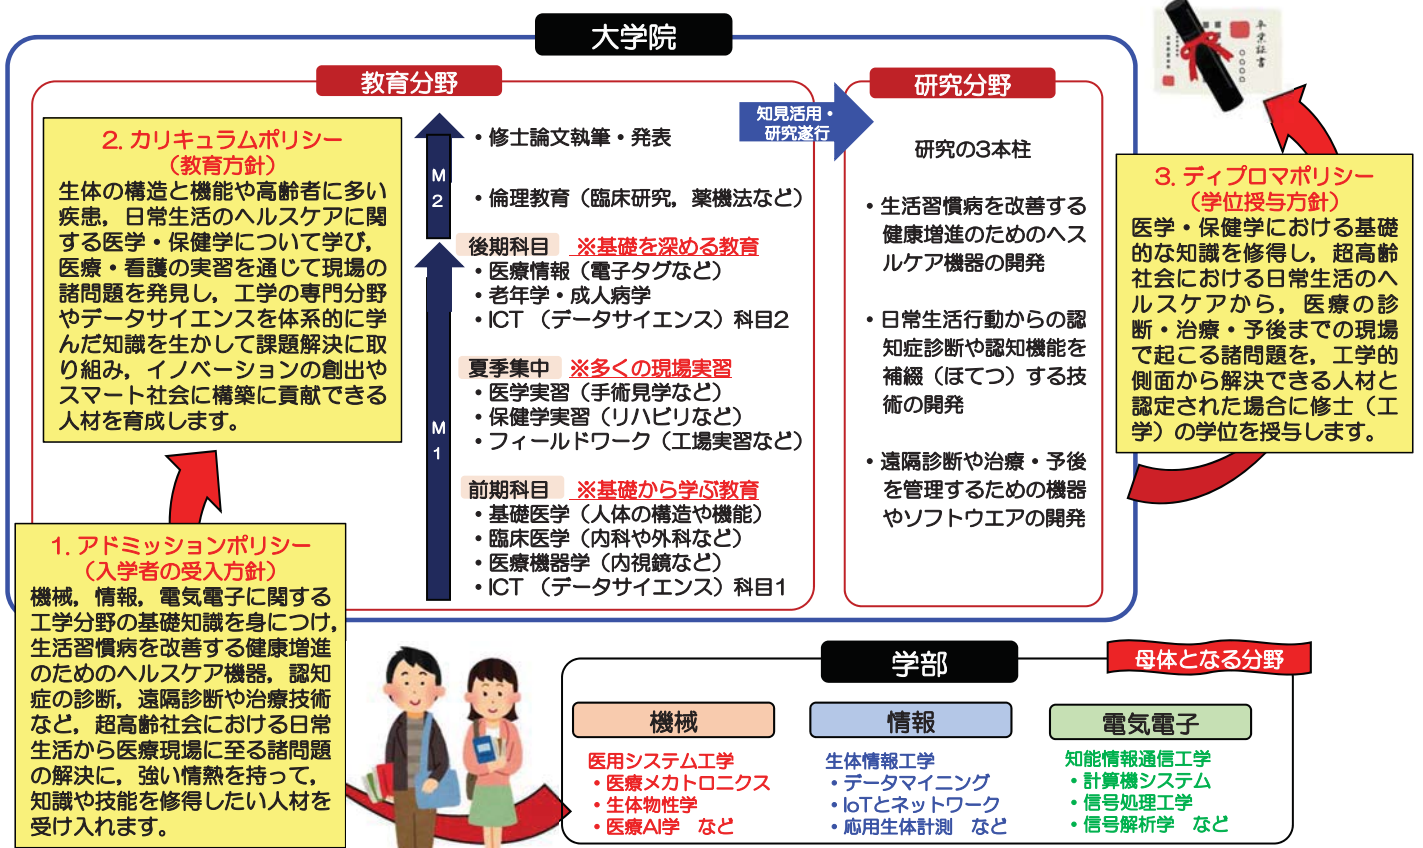 大学院
教育分野
2. カリキュラムポリシー
（教育方針）
生体の構造と機能や高齢者に多い
疾患，日常生活のヘルスケアに関
する医学・保健学について学び，
医療・看護の実習を通じて現場の
諸問題を発見し，工学の専門分野
やデータサイエンスを体系的に学
んだ知識を生かして課題解決に取
り組み，イノベーションの創出や
スマート社会に構築に貢献できる
人材を育成します。
M
2
・修士論文執筆・発表
・倫理教育（臨床研究，薬機法など）
M
1
後期科目 ※基礎を深める教育
・医療情報（電子タグなど）
・老年学・成人病学
・ICT （データサイエンス）科目2
夏季集中 ※多くの現場実習
・医学実習（手術見学など）
・保健学実習（リハビリなど）
・フィールドワーク（工場実習など）
前期科目 ※基礎から学ぶ教育
・基礎医学（人体の構造や機能）
・臨床医学（内科や外科など）
・医療機器学（内視鏡など）
・ICT （データサイエンス）科目1
知見活用・
研究遂行
研究分野
研究の3本柱
・生活習慣病を改善する
健康増進のためのヘス
ルケア機器の開発
・日常生活行動からの認
知症診断や認知機能を
補綴（ほてつ）する技
術の開発
・遠隔診断や治療・予後
を管理するための機器
やソフトウエアの開発
卒業証書
○○○○
3. ディプロマポリシー
（学位授与方針）
医学・保健学における基礎
的な知識を修得し，超高齢
社会における日常生活のヘ
ルスケアから，医療の診
断・治療・予後までの現場
で起こる諸問題を，工学的
側面から解決できる人材と
認定された場合に修士（工
学）の学位を授与します。
1. アドミッションポリシー
（入学者の受入方針）
機械，情報，電気電子に関する
工学分野の基礎知識を身につけ，
生活習慣病を改善する健康増進
のためのヘルスケア機器，認知
症の診断，遠隔診断や治療技術
など，超高齢社会における日常
生活から医療現場に至る諸問題
の解決に，強い情熱を持って，
知識や技能を修得したい人材を
受け入れます。
学部
母体となる分野
機械
医用システム工学
・医療メカトロニクス
・生体物性学
・医療AI学 など
情報
生体情報工学
・データマイニング
・IoTとネットワーク
・応用生体計測 など
電気電子
知能情報通信工学
・計算機システム
・信号処理工学
・信号解析学 など